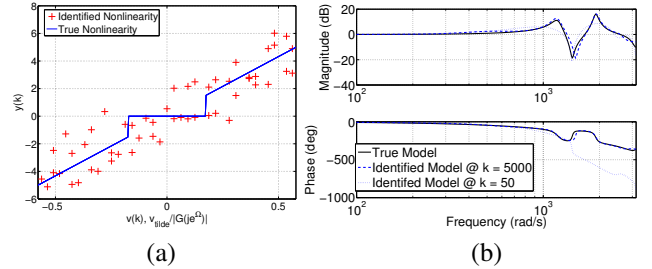 Identified Nonlinearity
True Nonlinearity
y(k)
6
4
2
0
−2
−4
−6
−0.5
0
0.5
v(k), v_tilde/|G(je^Ω)|
(a)
Magnitude (dB)
20
0
−20
−40
10^2
10^3
Phase (deg)
0
−500
−1000
True Model
Identified Model @ k = 5000
Identifed Model @ k = 50
10^2
10^3
Frequency (rad/s)
(b)